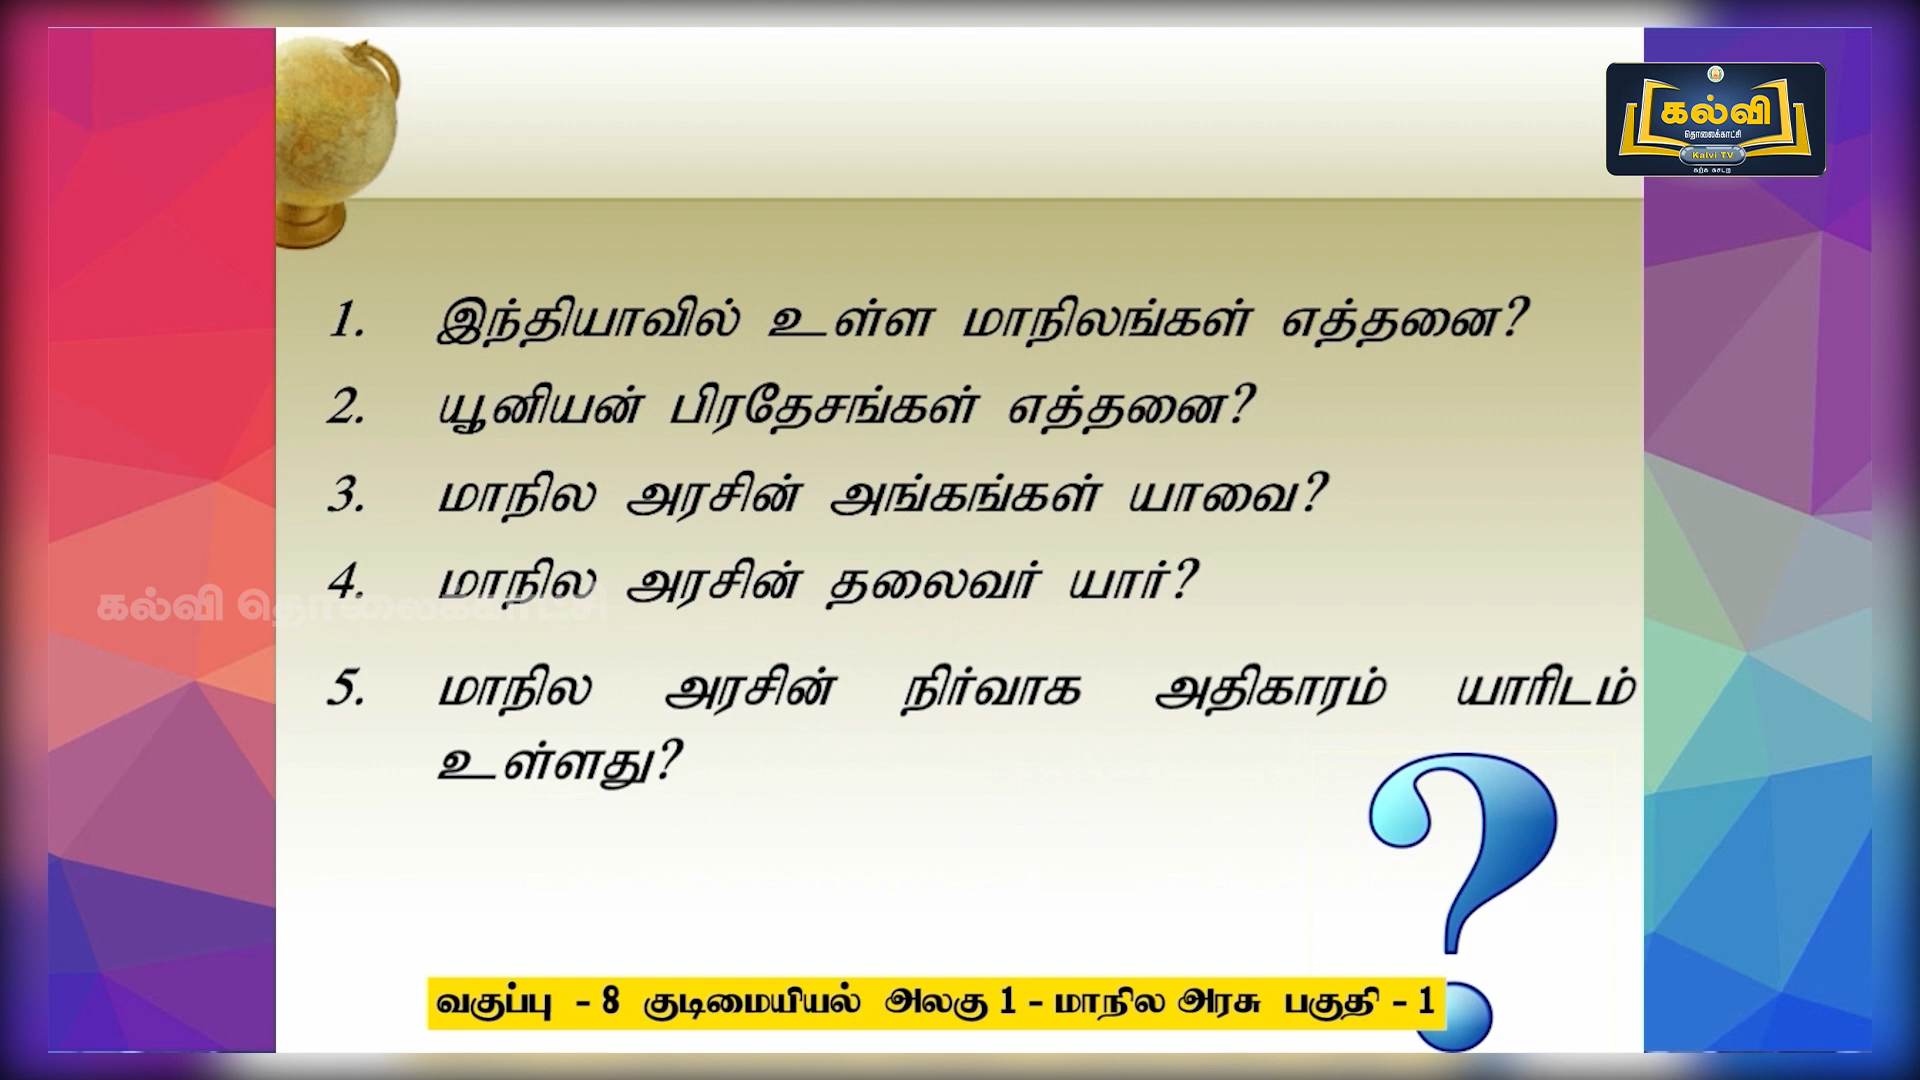 கல்வி
தொலைக்காட்சி
Kalvi TV
கற்க கசடற
1. இந்தியாவில் உள்ள மாநிலங்கள் எத்தனை?
2. யூனியன் பிரதேசங்கள் எத்தனை?
3. மாநில அரசின் அங்கங்கள் யாவை?
4. மாநில அரசின் தலைவர் யார்?
கல்வி தொலைக்காட்சி
5. மாநில அரசின் நிர்வாக அதிகாரம் யாரிடம்
உள்ளது?
வகுப்பு - 8 குடிமையியல் அலகு 1 - மாநில அரசு பகுதி - 1